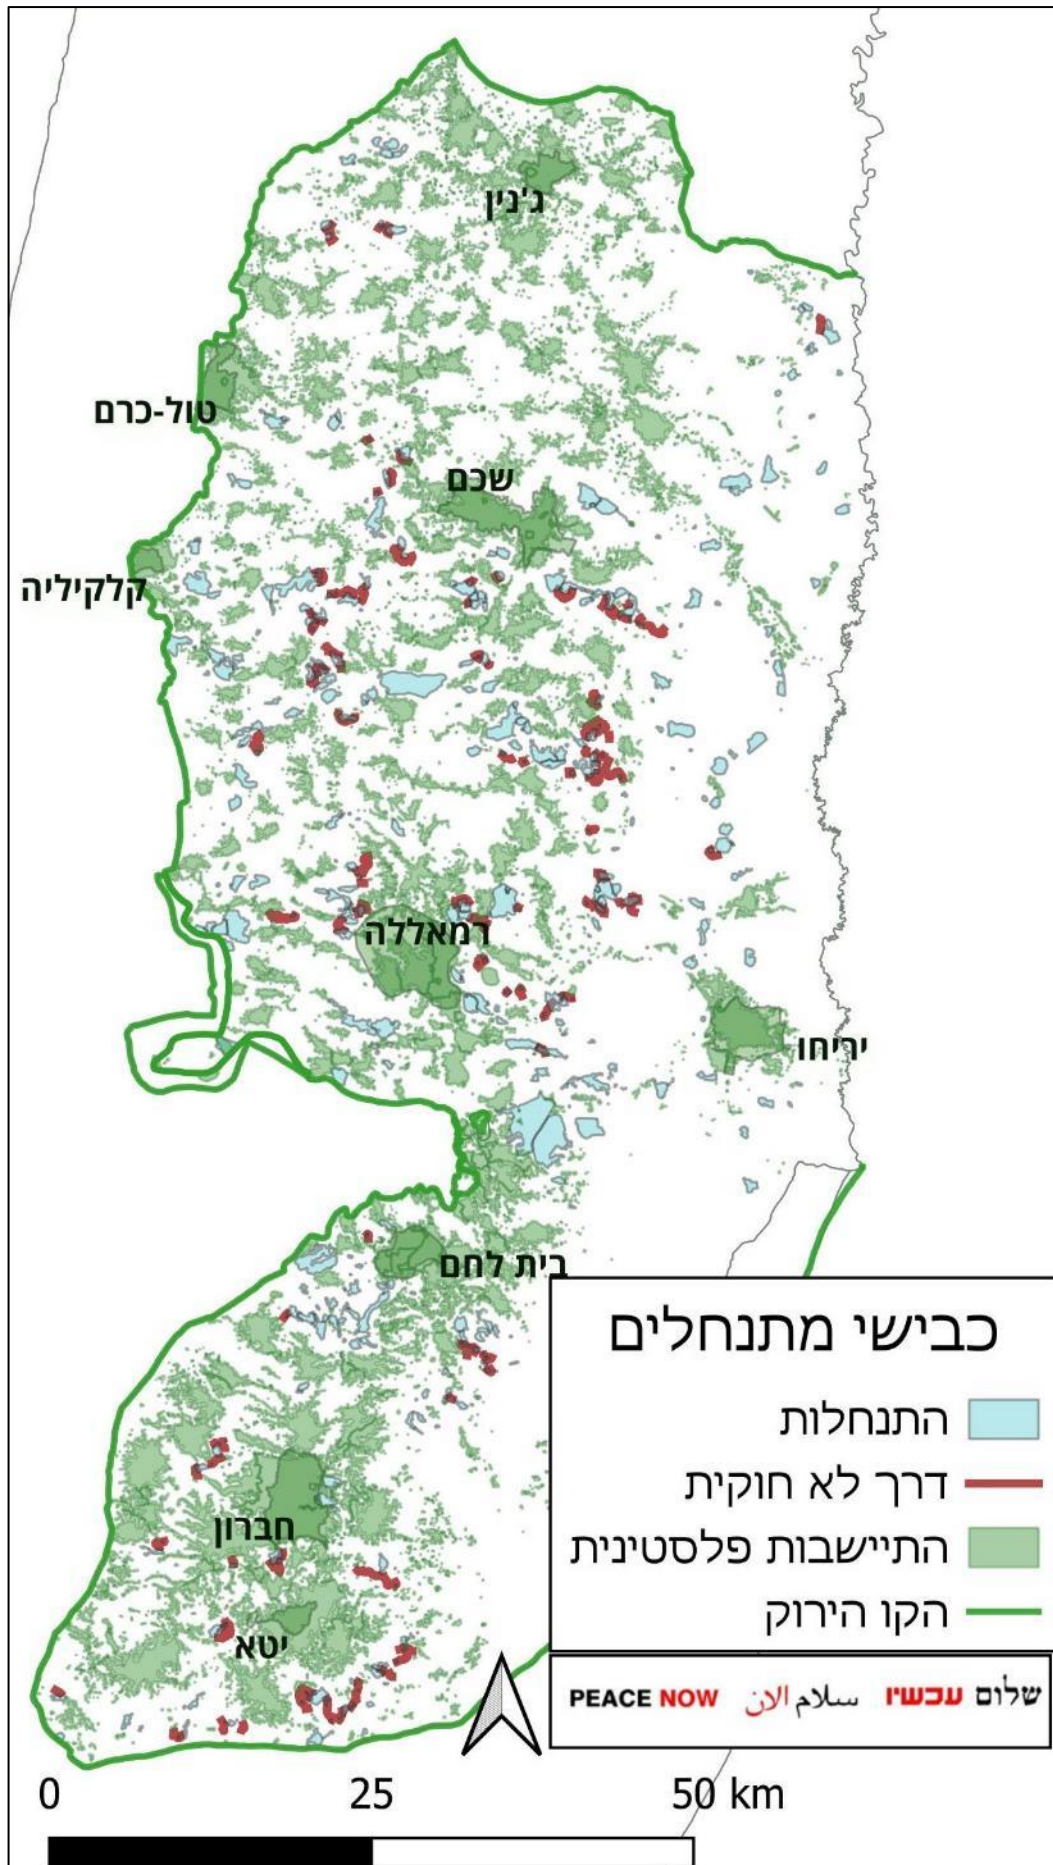 ג'נין
טול-כרם
שכם
קלקיליה
רמאללה
יריחו
בית לחם
כבישי מתנחלים
התנחלות
דרך לא חוקית
התיישבות פלסטינית
הקו הירוק
חברון
יטא
PEACE NOW سلام الان שלום עכשיו
0 25 50 km